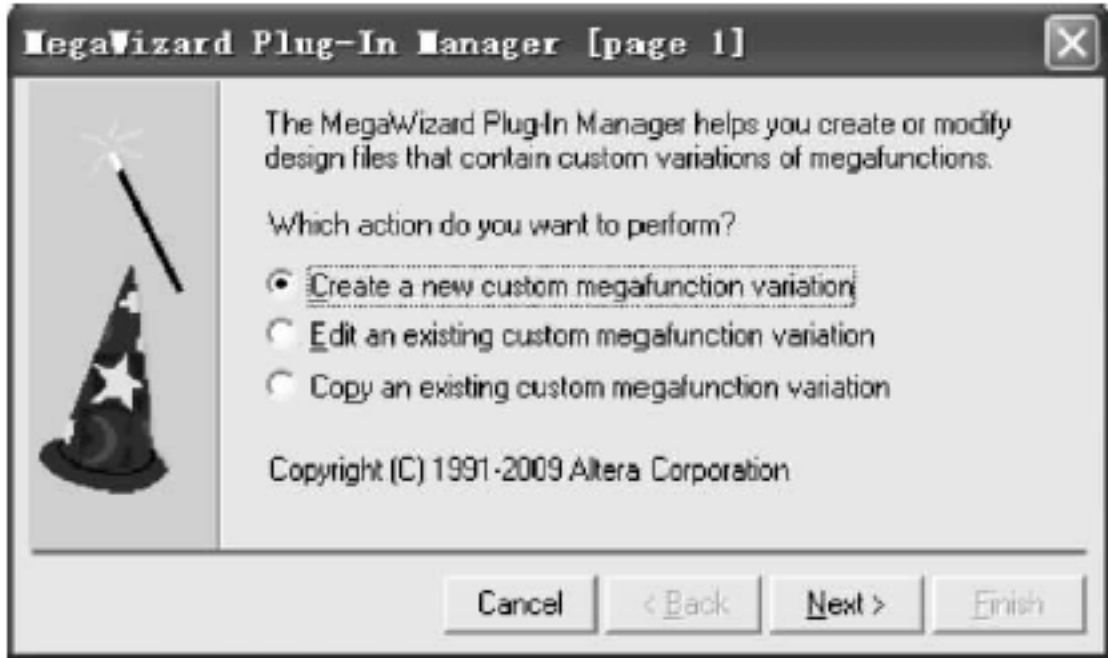 MegaWizard Plug-In Manager [page 1]
The MegaWizard Plug-In Manager helps you create or modify
design files that contain custom variations of megafunctions.
Which action do you want to perform?
Create a new custom megafunction variation
Edit an existing custom megafunction variation
Copy an existing custom megafunction variation
Copyright (C) 1991-2009 Altera Corporation
Cancel < Back Next > Finish